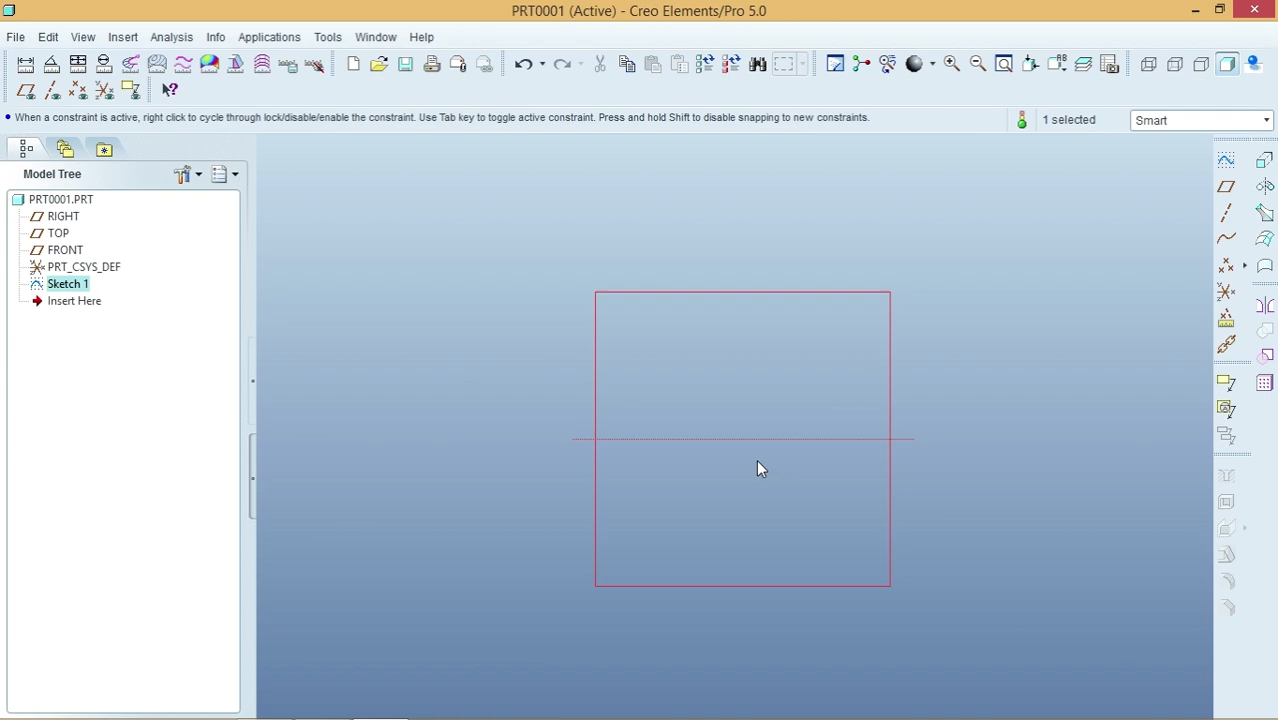 PRT0001 (Active) - Creo Elements/Pro 5.0
File Edit View Insert Analysis Info Applications Tools Window Help
When a constraint is active, right click to cycle through lock/disable/enable the constraint. Use Tab key to toggle active constraint. Press and hold Shift to disable snapping to new constraints.
1 selected
Smart
Model Tree
PRT0001.PRT
RIGHT
TOP
FRONT
PRT_CSYS_DEF
Sketch 1
Insert Here